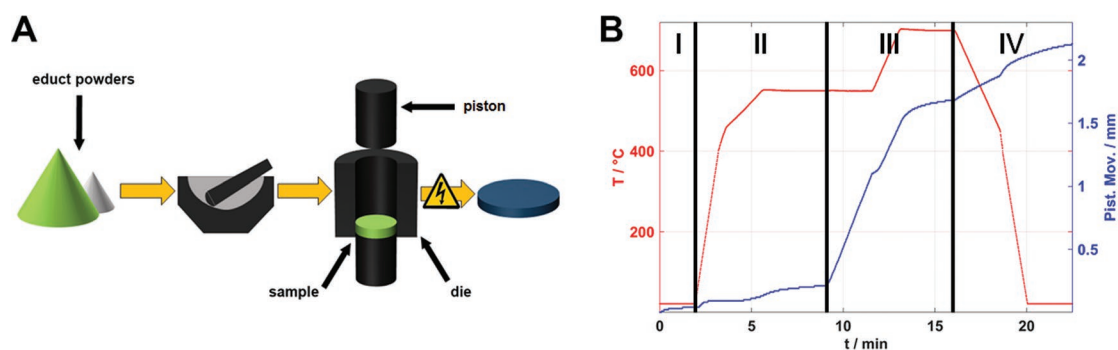 A
educt powders
piston
sample
die
B
I
II
III
IV
T / °C
600
400
200
Pist. Mov. / mm
2
1.5
1
0.5
0
5
10
15
20
t / min